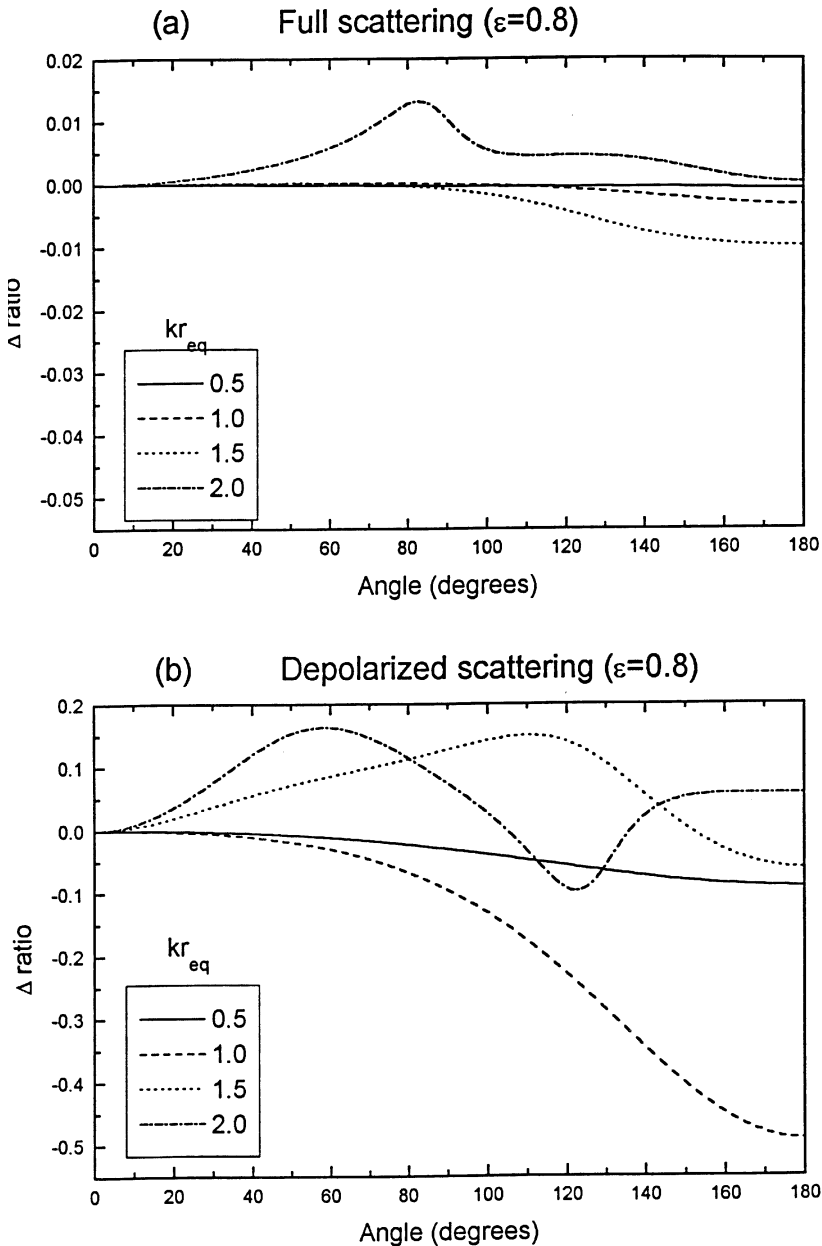 (a) Full scattering (ε=0.8)
0.02
0.01
0.00
-0.01
-0.02
-0.03
-0.04
-0.05
Δ ratio
kr_eq
0.5
1.0
1.5
2.0
0 20 40 60 80 100 120 140 160 180
Angle (degrees)
(b) Depolarized scattering (ε=0.8)
0.2
0.1
0.0
-0.1
-0.2
-0.3
-0.4
-0.5
Δ ratio
kr_eq
0.5
1.0
1.5
2.0
0 20 40 60 80 100 120 140 160 180
Angle (degrees)